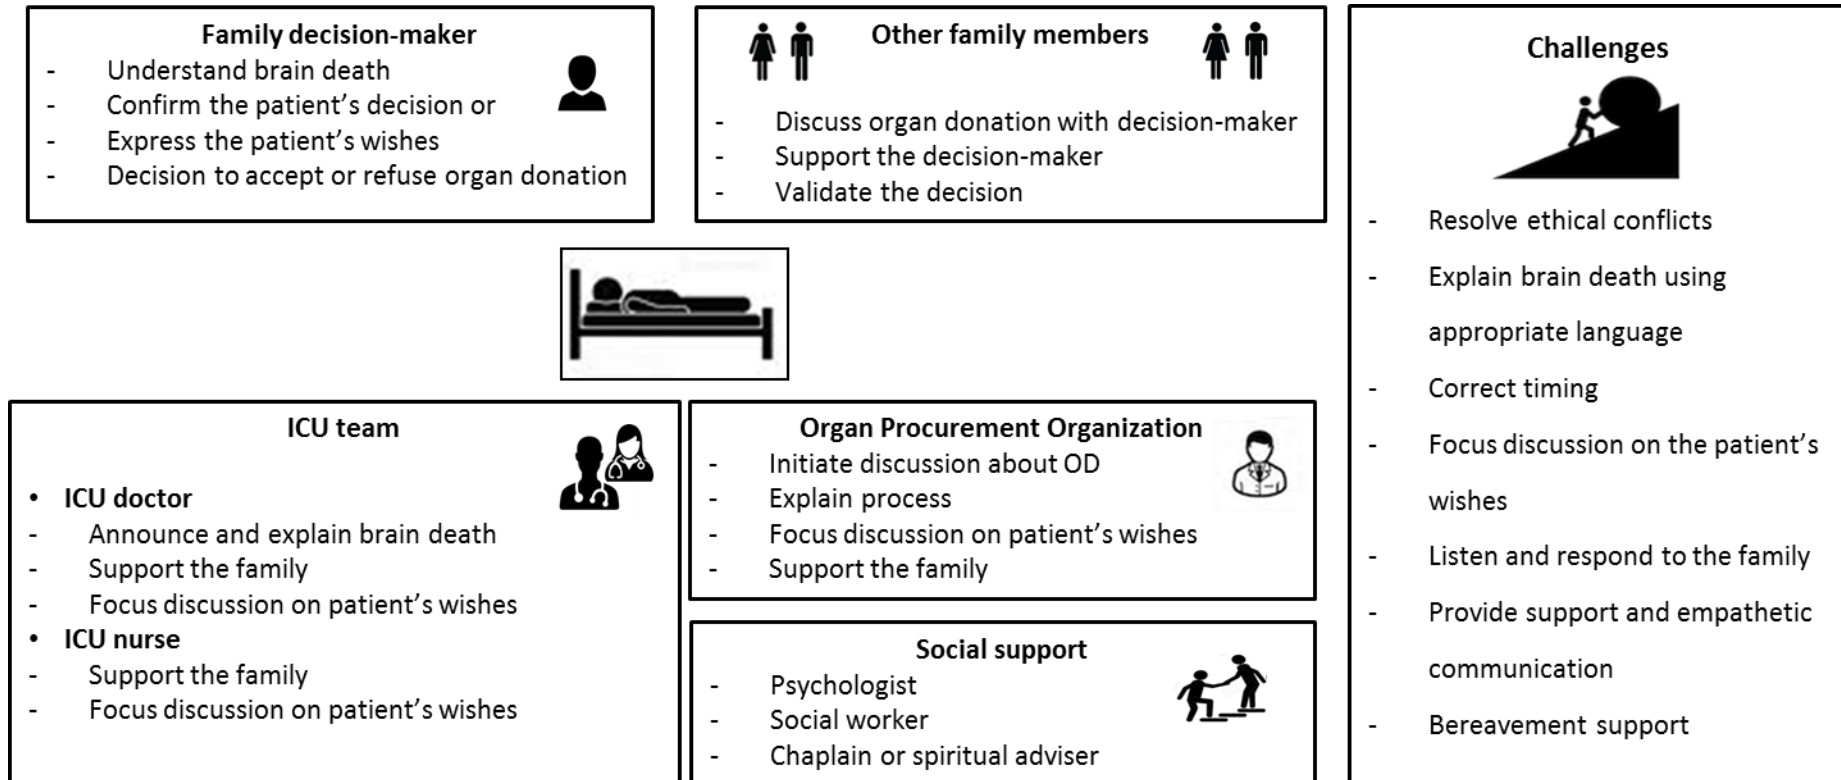 Family decision-maker
- Understand brain death
- Confirm the patient’s decision or
- Express the patient’s wishes
- Decision to accept or refuse organ donation
Other family members
- Discuss organ donation with decision-maker
- Support the decision-maker
- Validate the decision
ICU team
• ICU doctor
- Announce and explain brain death
- Support the family
- Focus discussion on patient’s wishes
• ICU nurse
- Support the family
- Focus discussion on patient’s wishes
Organ Procurement Organization
- Initiate discussion about OD
- Explain process
- Focus discussion on patient’s wishes
- Support the family
Social support
- Psychologist
- Social worker
- Chaplain or spiritual adviser
Challenges
- Resolve ethical conflicts
- Explain brain death using
appropriate language
- Correct timing
- Focus discussion on the patient’s
wishes
- Listen and respond to the family
- Provide support and empathetic
communication
- Bereavement support